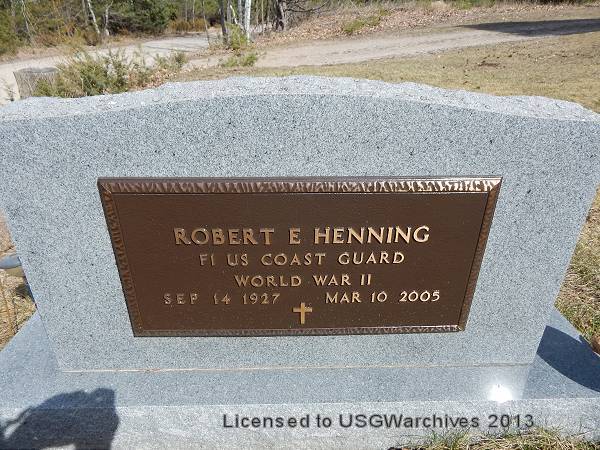 ROBERT E HENNING
F1 US COAST GUARD
WORLD WAR II
SEP 14 1927 MAR 10 2005
Licensed to USGWarchives 2013